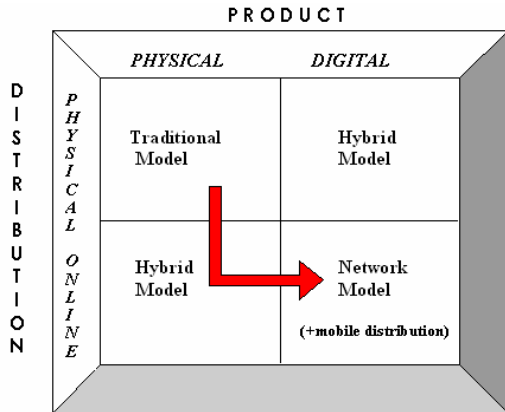 PRODUCT
PHYSICAL DIGITAL
DISTRIBUTION
PHYSICAL ONLINE
Traditional
Model
Hybrid
Model
Hybrid
Model
Network
Model
(+mobile distribution)